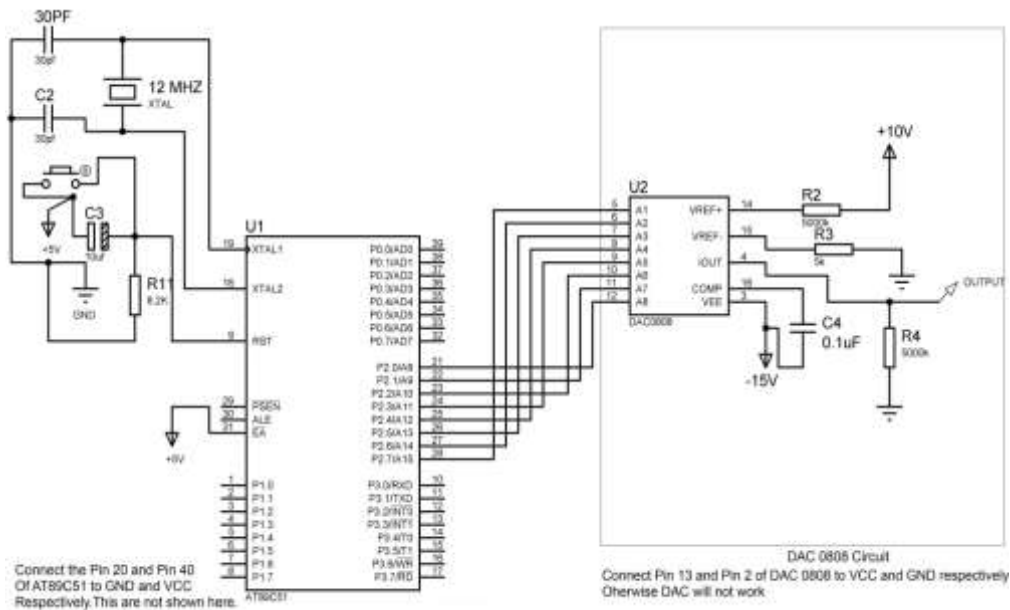 30PF
30pf
12 MHZ
XTAL
C2
30pf
+5V
C3
10uf
GND
R11
8.2K
U1
19 XTAL1
18 XTAL2
9 RST
29 PSEN
30 ALE
31 EA
+5V
1 P1.0
2 P1.1
3 P1.2
4 P1.3
5 P1.4
6 P1.5
7 P1.6
8 P1.7
P0.0/AD0 39
P0.1/AD1 38
P0.2/AD2 37
P0.3/AD3 36
P0.4/AD4 35
P0.5/AD5 34
P0.6/AD6 33
P0.7/AD7 32
P2.0/A8 21
P2.1/A9 22
P2.2/A10 23
P2.3/A11 24
P2.4/A12 25
P2.5/A13 26
P2.6/A14 27
P2.7/A15 28
P3.0/RXD 10
P3.1/TXD 11
P3.2/INT0 12
P3.3/INT1 13
P3.4/T0 14
P3.5/T1 15
P3.6/WR 16
P3.7/RD 17
AT89C51
Connect the Pin 20 and Pin 40
Of AT89C51 to GND and VCC
Respectively.This are not shown here.
U2
5 A1
6 A2
7 A3
8 A4
9 A5
10 A6
11 A7
12 A8
VREF+ 14
VREF- 15
IOUT 4
COMP 16
VEE 3
DAC0808
+10V
R2
5000k
R3
5k
OUTPUT
C4
0.1uF
-15V
R4
5000k
DAC 0808 Circuit
Connect Pin 13 and Pin 2 of DAC 0808 to VCC and GND respectively
Oherwise DAC will not work